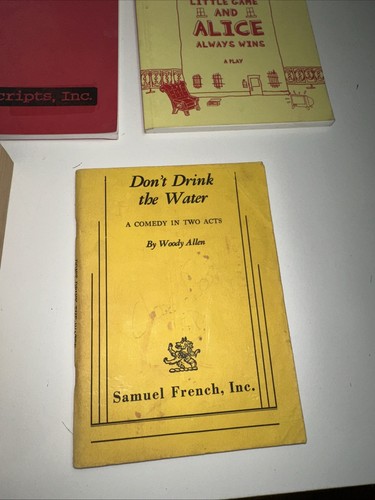 cripts, Inc.
LITTLE GAME
AND
ALICE
ALWAYS WINS
A PLAY
Don't Drink
the Water
A COMEDY IN TWO ACTS
By Woody Allen
Samuel French, Inc.